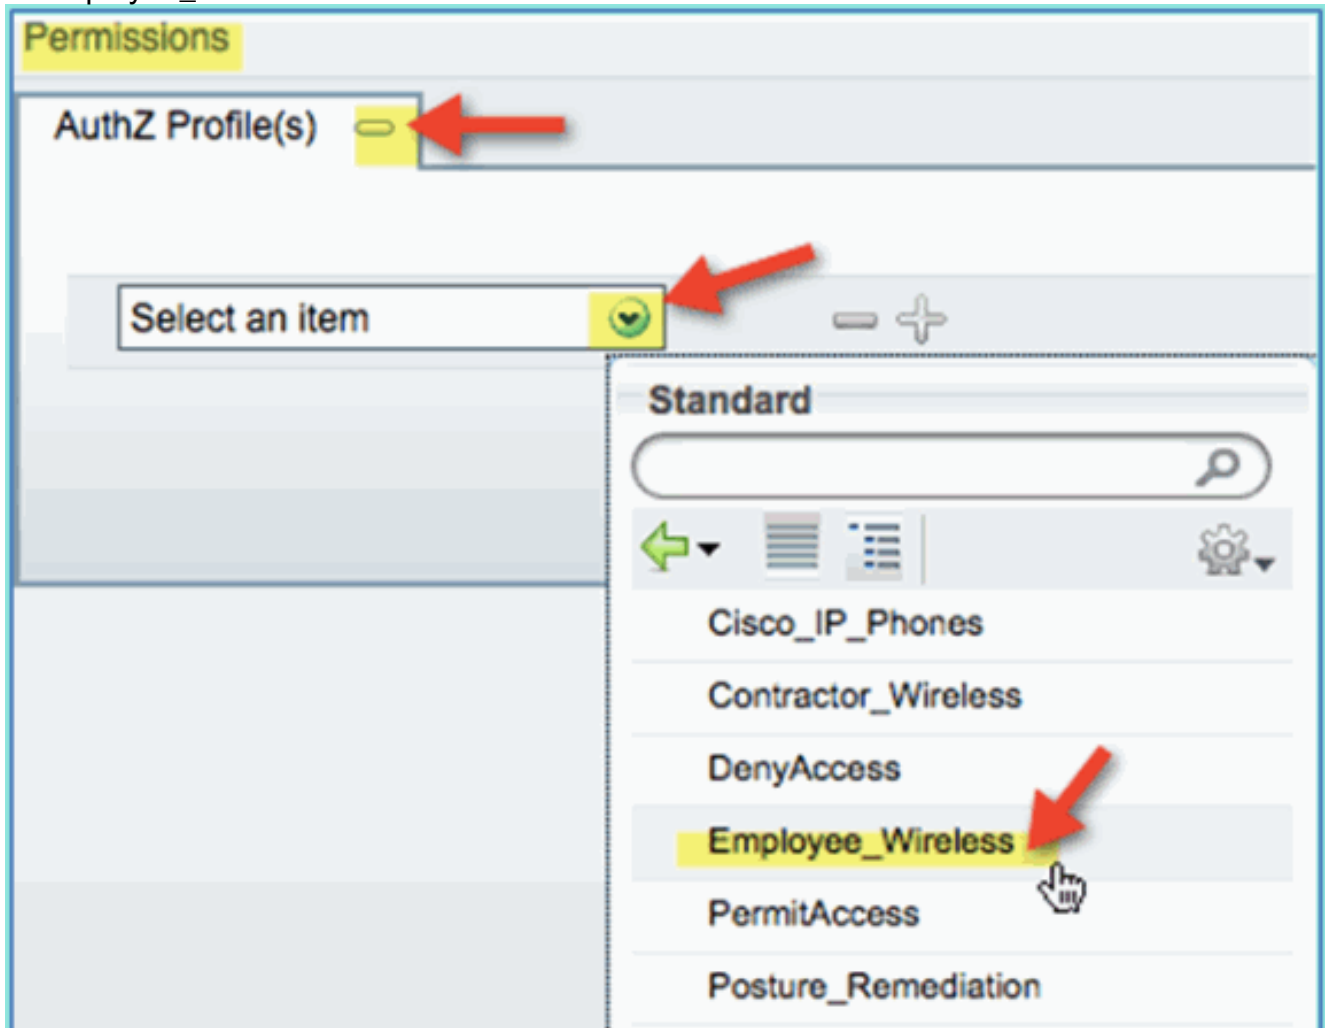 Permissions
AuthZ Profile(s)
Select an item
Standard
Cisco_IP_Phones
Contractor_Wireless
DenyAccess
Employee_Wireless
PermitAccess
Posture_Remediation